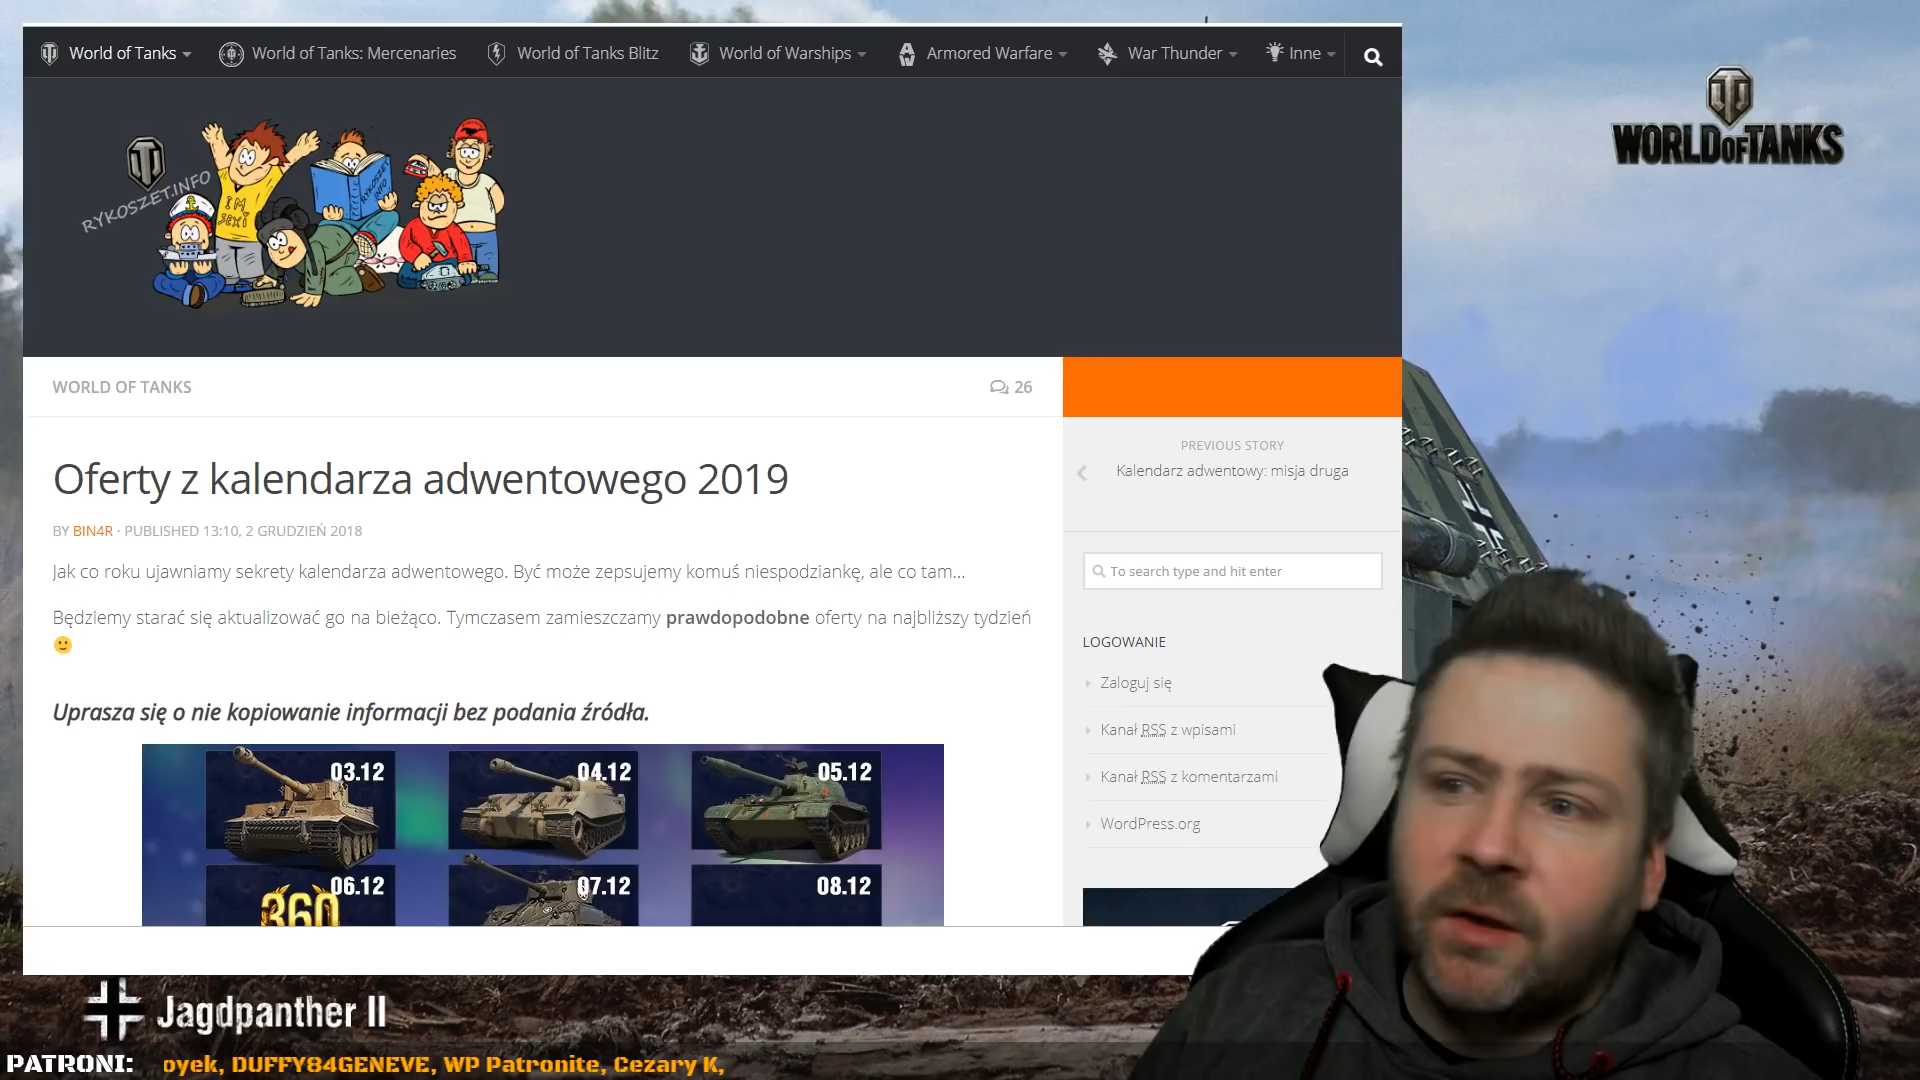 World of Tanks
World of Tanks: Mercenaries
World of Tanks Blitz
World of Warships
Armored Warfare
War Thunder
Inne
WORLD OF TANKS
RYKOSZET.INFO
I'M
SEXI
RYKOSZET
INFO
WORLD OF TANKS
26
Oferty z kalendarza adwentowego 2019
BY BIN4R · PUBLISHED 13:10, 2 GRUDZIEŃ 2018
Jak co roku ujawniamy sekrety kalendarza adwentowego. Być może zepsujemy komuś niespodziankę, ale co tam...
Będziemy starać się aktualizować go na bieżąco. Tymczasem zamieszczamy prawdopodobne oferty na najbliższy tydzień
🙂
Uprasza się o nie kopiowanie informacji bez podania źródła.
03.12
04.12
05.12
06.12
07.12
08.12
360
PREVIOUS STORY
Kalendarz adwentowy: misja druga
To search type and hit enter
LOGOWANIE
Zaloguj się
Kanał RSS z wpisami
Kanał RSS z komentarzami
WordPress.org
Jagdpanther II
PATRONI: oyek, DUFFY84GENEVE, WP Patronite, Cezary K,